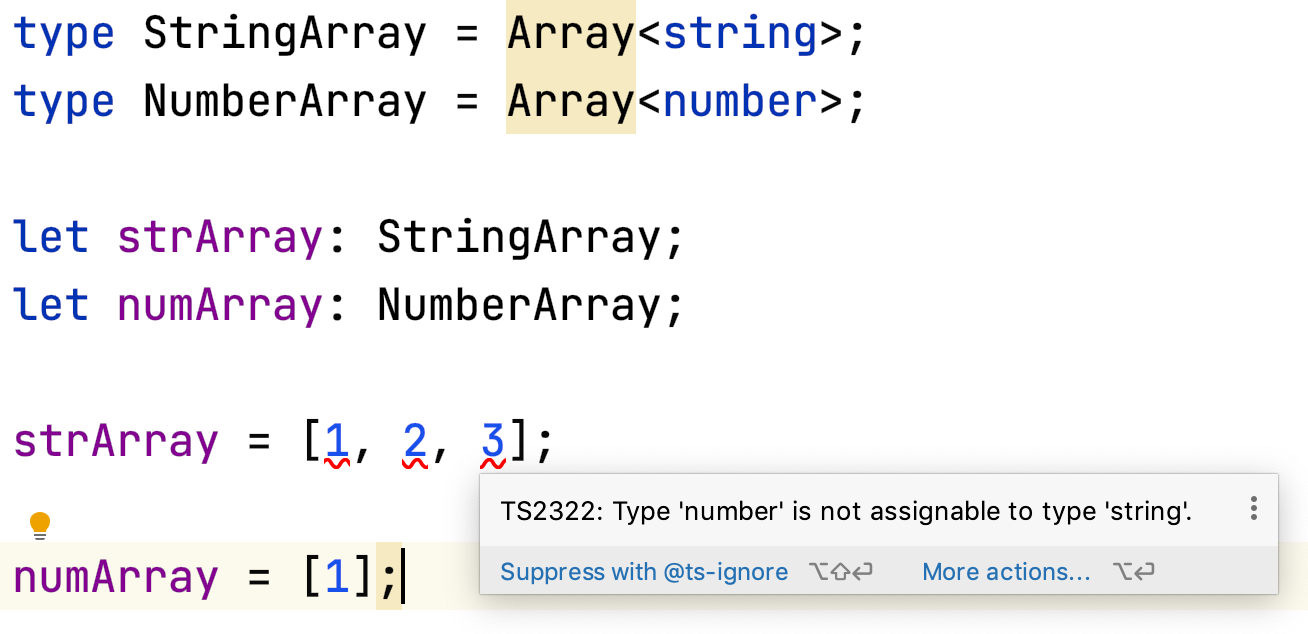 type StringArray = Array<string>;
type NumberArray = Array<number>;
let strArray: StringArray;
let numArray: NumberArray;
strArray = [1, 2, 3];
TS2322: Type 'number' is not assignable to type 'string'.
Suppress with @ts-ignore ⌥⇧⏎ More actions... ⌥⏎
numArray = [1];